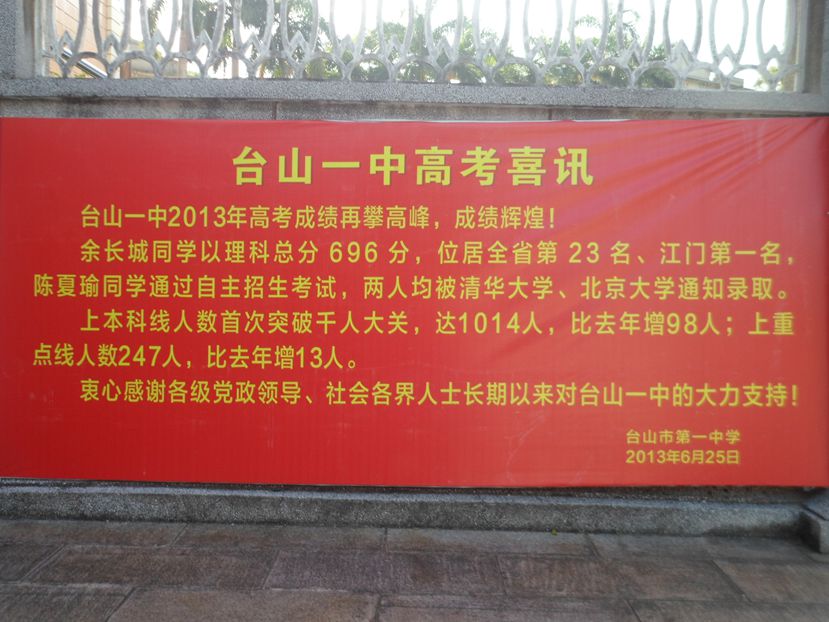 台山一中高考喜讯
台山一中2013年高考成绩再攀高峰，成绩辉煌！
余长城同学以理科总分 696 分，位居全省第 23 名、江门第一名，
陈夏瑜同学通过自主招生考试，两人均被清华大学、北京大学通知录取。
上本科线人数首次突破千人大关，达1014人，比去年增98人；上重
点线人数247人，比去年增13人。
衷心感谢各级党政领导、社会各界人士长期以来对台山一中的大力支持！
台山市第一中学
2013年6月25日